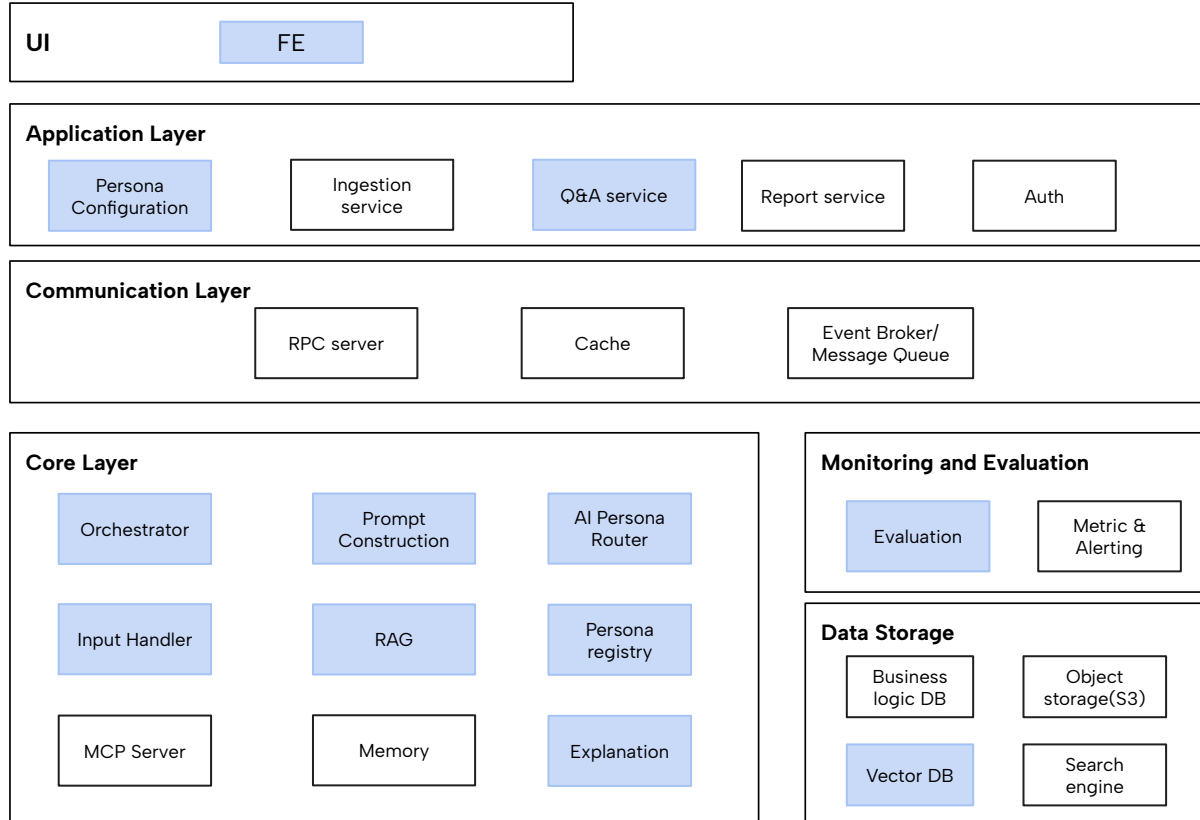 UI
FE
Application Layer
Persona
Configuration
Ingestion
service
Q&A service
Report service
Auth
Communication Layer
RPC server
Cache
Event Broker/
Message Queue
Core Layer
Orchestrator
Prompt
Construction
AI Persona
Router
Input Handler
RAG
Persona
registry
MCP Server
Memory
Explanation
Monitoring and Evaluation
Evaluation
Metric &
Alerting
Data Storage
Business
logic DB
Object
storage(S3)
Vector DB
Search
engine